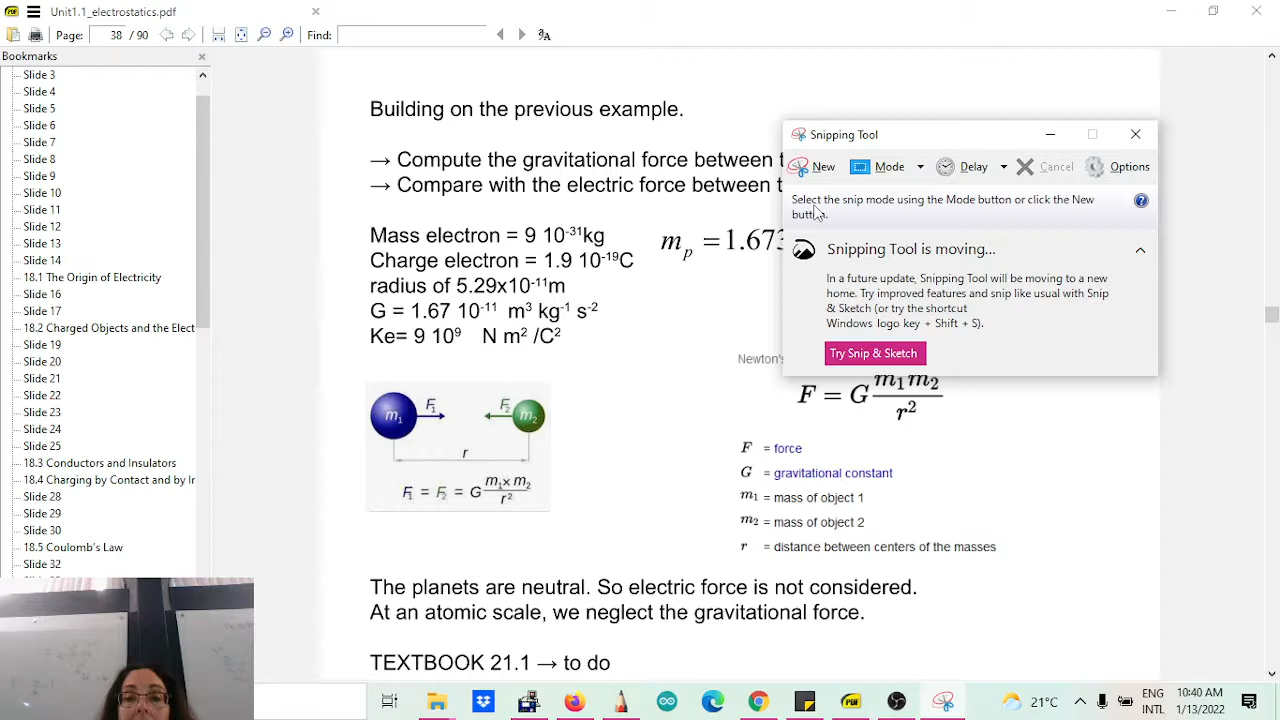 Unit1.1_electrostatics.pdf
Page: 38 / 90 Find:
Bookmarks
Slide 3
Slide 4
Slide 5
Slide 6
Slide 7
Slide 8
Slide 9
Slide 10
Slide 11
Slide 12
Slide 13
Slide 14
18.1 The Origin of Electricity
Slide 16
Slide 17
18.2 Charged Objects and the Elect
Slide 19
Slide 20
Slide 21
Slide 22
Slide 23
Slide 24
Slide 25
18.3 Conductors and Insulators
18.4 Charging by Contact and by In
Slide 28
Slide 29
Slide 30
18.5 Coulomb's Law
Slide 32
Building on the previous example.
→ Compute the gravitational force between t
→ Compare with the electric force between t
Mass electron = 9 10⁻³¹kg
Charge electron = 1.9 10⁻¹⁹C
radius of 5.29x10⁻¹¹m
G = 1.67 10⁻¹¹ m³ kg⁻¹ s⁻²
Ke= 9 10⁹ N m² /C²
m_p = 1.673
Snipping Tool
New Mode Delay Cancel Options
Select the snip mode using the Mode button or click the New
button.
Snipping Tool is moving...
In a future update, Snipping Tool will be moving to a new
home. Try improved features and snip like usual with Snip
& Sketch (or try the shortcut
Windows logo key + Shift + S).
Try Snip & Sketch
Newton's
F = G m₁m₂ / r²
m₁ F₁ F₂ m₂
r
F₁ = F₂ = G m₁ x m₂ / r²
F = force
G = gravitational constant
m₁ = mass of object 1
m₂ = mass of object 2
r = distance between centers of the masses
The planets are neutral. So electric force is not considered.
At an atomic scale, we neglect the gravitational force.
TEXTBOOK 21.1 → to do
21°C
ENG
INTL
10:40 AM
1/13/2022